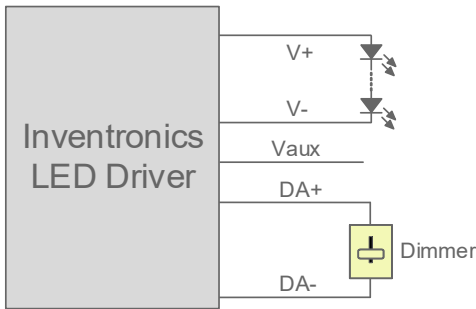 V+
V-
Inventronics
LED Driver
Vaux
DA+
Dimmer
DA-